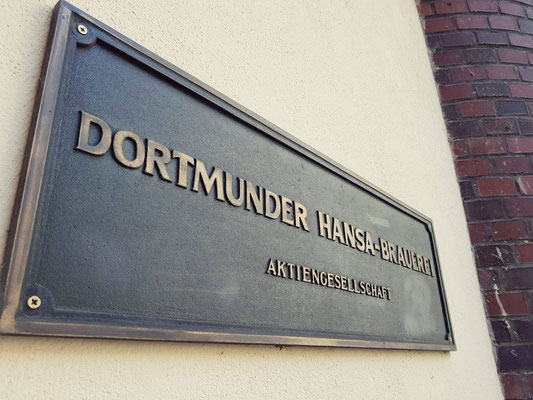 DORTMUNDER HANSA-BRAUEREI
AKTIENGESELLSCHAFT